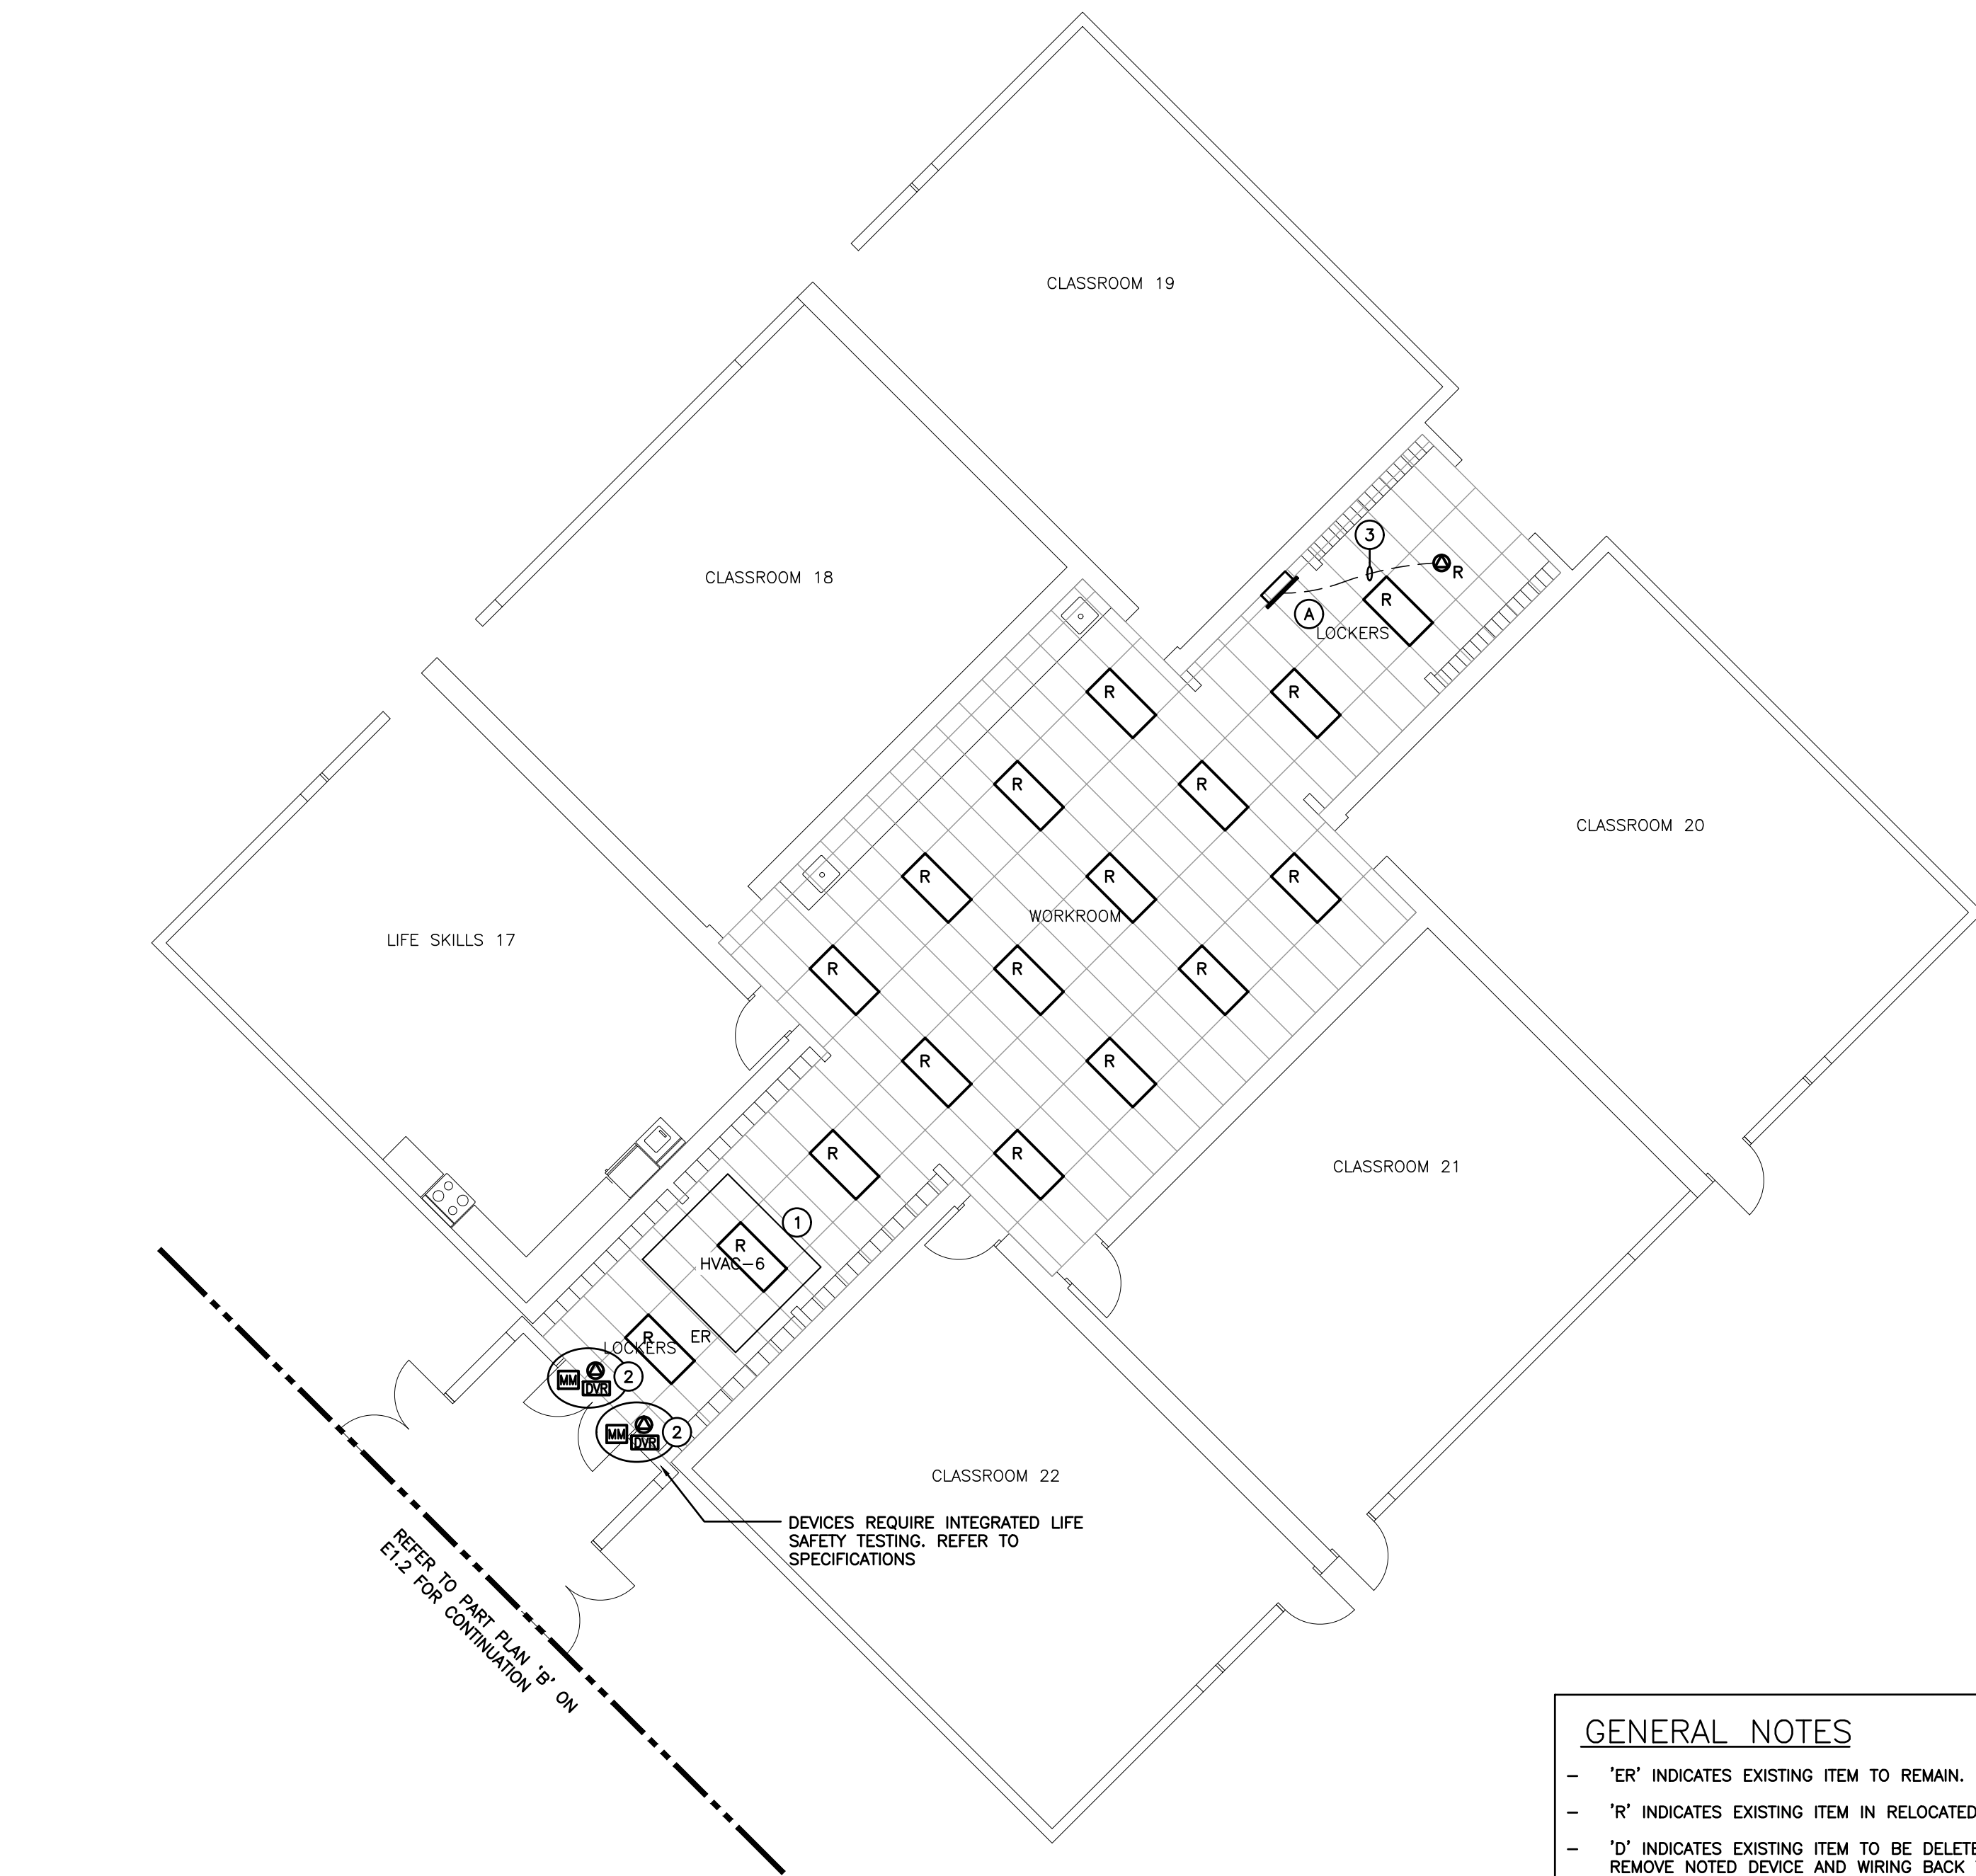 CLASSROOM 19
3
R
CLASSROOM 18
R
A
LOCKERS
R
R
R
R
CLASSROOM 20
R
R
R
WORKROOM
LIFE SKILLS 17
R
R
R
R
R
CLASSROOM 21
R
R
1
R
HVAC-6
R
ER
LOCKERS
MM
DVR
2
MM
DVR
2
CLASSROOM 22
DEVICES REQUIRE INTEGRATED LIFE
SAFETY TESTING. REFER TO
SPECIFICATIONS
REFER TO PART PLAN 'B' ON
E1.2 FOR CONTINUATION
GENERAL NOTES
- 'ER' INDICATES EXISTING ITEM TO REMAIN.
- 'R' INDICATES EXISTING ITEM IN RELOCATED
- 'D' INDICATES EXISTING ITEM TO BE
REMOVE NOTED DEVICE AND WIRING BACK